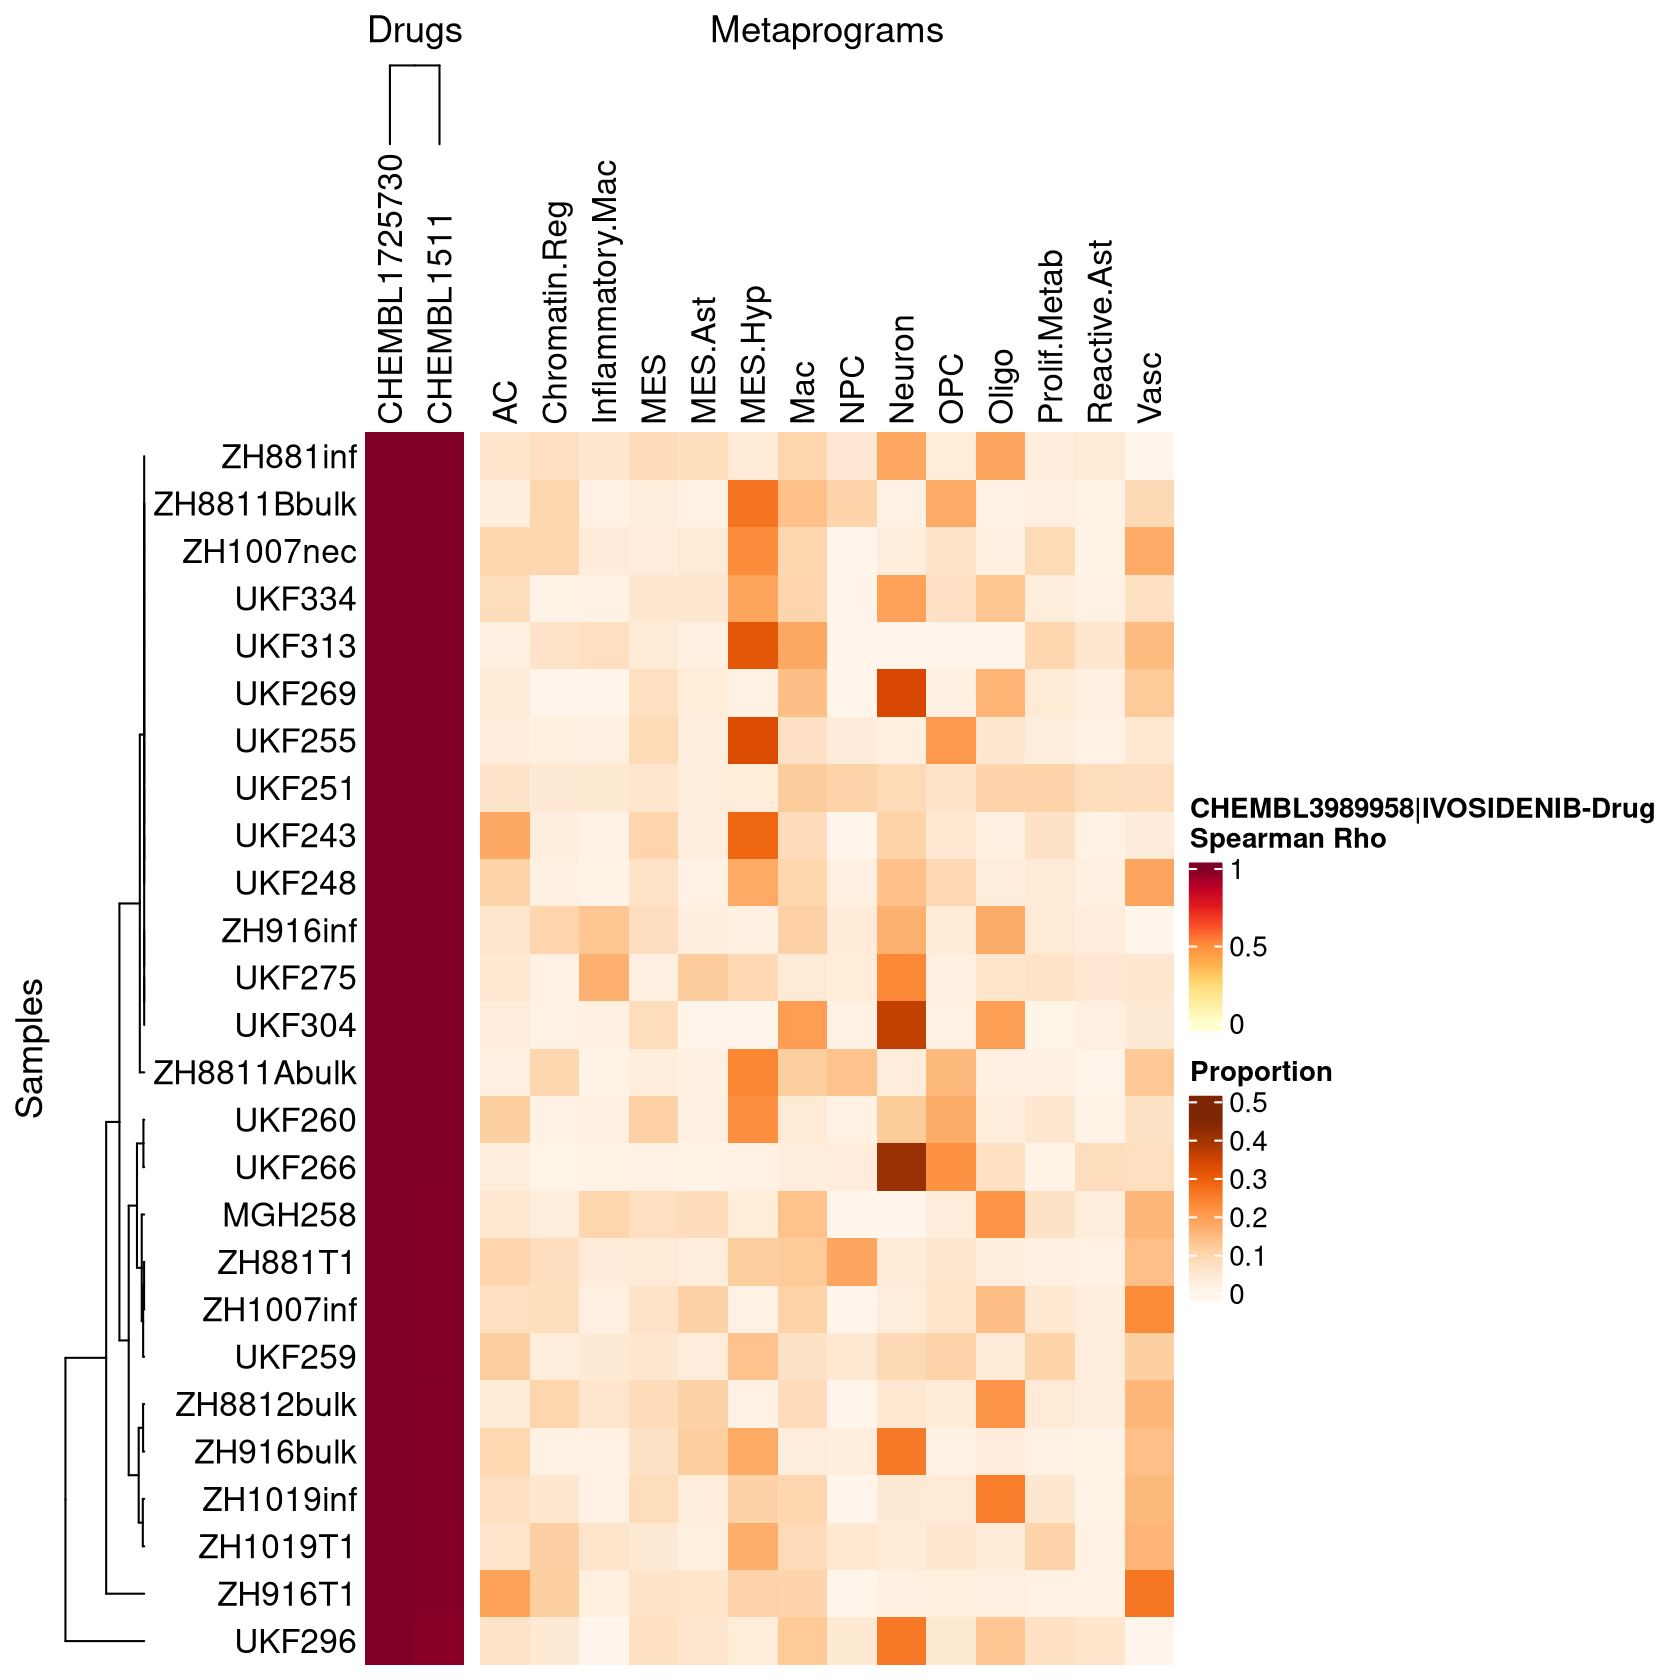 Drugs
Metaprograms
CHEMBL1725730
CHEMBL1511
AC
Chromatin.Reg
Inflammatory.Mac
MES
MES.Ast
MES.Hyp
Mac
NPC
Neuron
OPC
Oligo
Prolif.Metab
Reactive.Ast
Vasc
Samples
ZH881inf
ZH8811Bbulk
ZH1007nec
UKF334
UKF313
UKF269
UKF255
UKF251
UKF243
UKF248
ZH916inf
UKF275
UKF304
ZH8811Abulk
UKF260
UKF266
MGH258
ZH881T1
ZH1007inf
UKF259
ZH8812bulk
ZH916bulk
ZH1019inf
ZH1019T1
ZH916T1
UKF296
CHEMBL3989958|IVOSIDENIB-Drug
Spearman Rho
1
0.5
0
Proportion
0.5
0.4
0.3
0.2
0.1
0